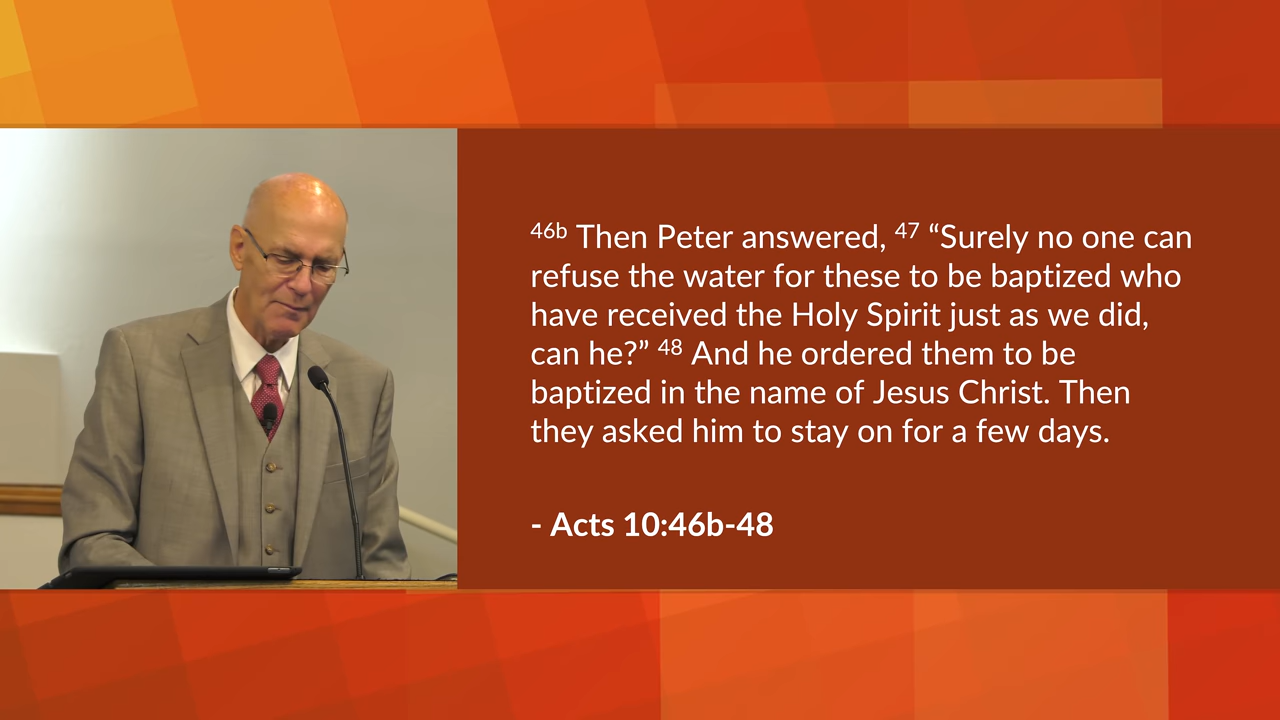 46b Then Peter answered, 47 “Surely no one can
refuse the water for these to be baptized who
have received the Holy Spirit just as we did,
can he?” 48 And he ordered them to be
baptized in the name of Jesus Christ. Then
they asked him to stay on for a few days.
- Acts 10:46b-48